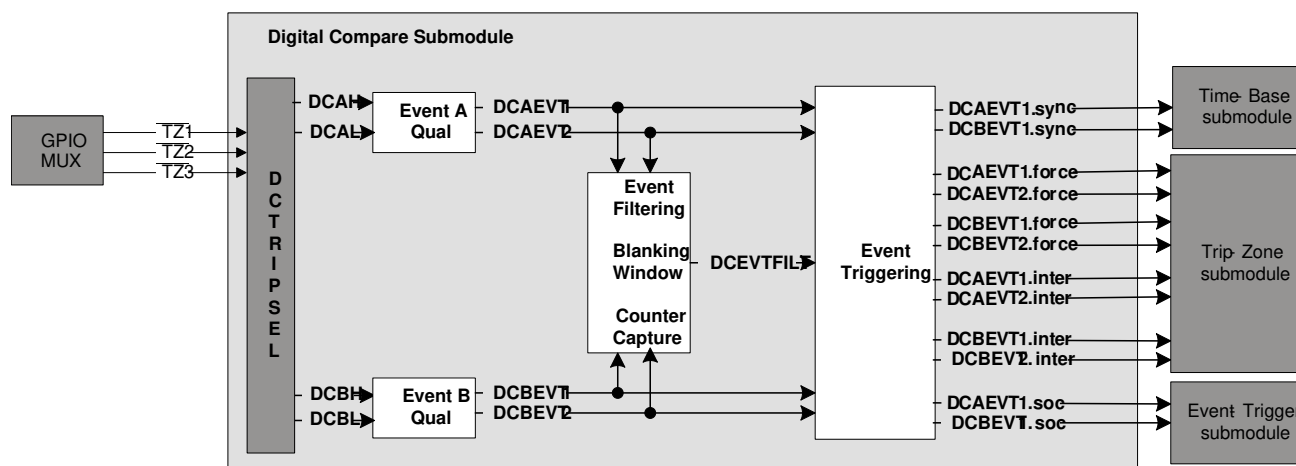 Digital Compare Submodule
GPIO
MUX
TZ1
TZ2
TZ3
DCTRIPSEL
DCAH
DCAL
Event A
Qual
DCAEVT1
DCAEVT2
Event
Filtering
Blanking
Window
Counter
Capture
DCEVTFILT
DCBH
DCBL
Event B
Qual
DCBEVT1
DCBEVT2
Event
Triggering
DCAEVT1.sync
DCBEVT1.sync
DCAEVT1.force
DCAEVT2.force
DCBEVT1.force
DCBEVT2.force
DCAEVT1.inter
DCAEVT2.inter
DCBEVT1.inter
DCBEVT2.inter
DCAEVT1.soc
DCBEVT1.soc
Time-Base
submodule
Trip-Zone
submodule
Event-Trigger
submodule